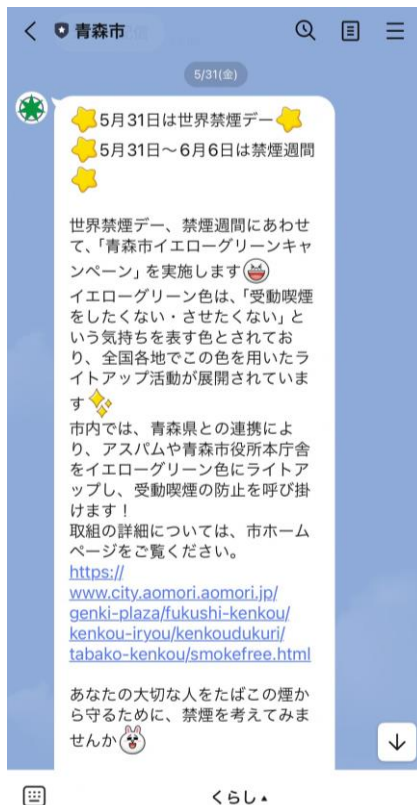 青森市
5/31(金)
5月31日は世界禁煙デー
5月31日～6月6日は禁煙週間
世界禁煙デー、禁煙週間にあわせ
て、「青森市イエローグリーンキャ
ンペーン」を実施します
イエローグリーン色は、「受動喫煙
をしたくない・させたくない」と
いう気持ちを表す色とされてお
り、全国各地でこの色を用いたラ
イトアップ活動が展開されていま
す
市内では、青森県との連携によ
り、アスパムや青森市役所本庁舎
をイエローグリーン色にライトア
ップし、受動喫煙の防止を呼び掛
けます！
取組の詳細については、市ホーム
ページをご覧ください。
https://
www.city.aomori.aomori.jp/
genki-plaza/fukushi-kenkou/
kenkou-iryou/kenkoudukuri/
tabako-kenkou/smokefree.html
あなたの大切な人をたばこの煙か
ら守るために、禁煙を考えてみま
せんか
くらし▲